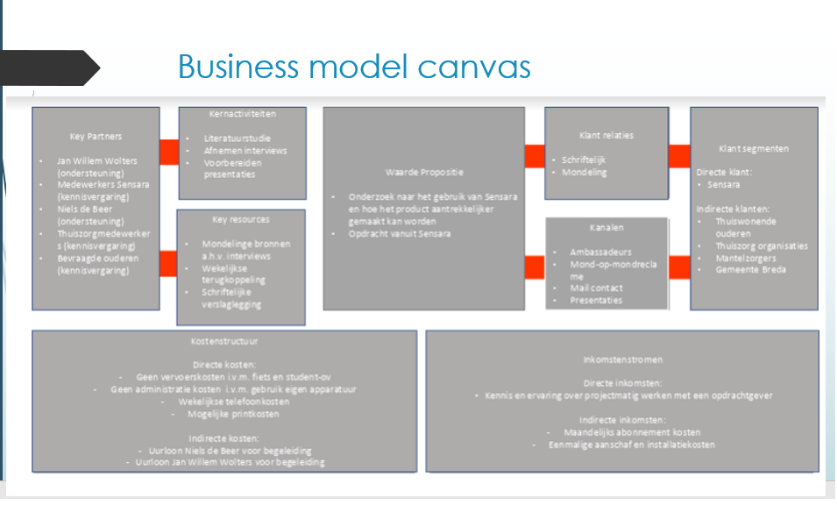 Business model canvas
Key Partners
- Jan Willem Wolters
(ondersteuning)
- Medewerkers Sensara
(kennisvergaring)
- Niels de Beer
(ondersteuning)
- Thuiszorgmedewerker
s (kennisvergaring)
- Bevraagde ouderen
(kennisvergaring)
Kernactiviteiten
- Literatuurstudie
- Afnemen interviews
- Voorbereiden
presentaties
Key resources
- Mondelinge bronnen
a.h.v. interviews
- Wekelijkse
terugkoppeling
- Schriftelijke
verslaglegging
Waarde Propositie
- Onderzoek naar het gebruik van Sensara
en hoe het product aantrekkelijker
gemaakt kan worden
- Opdracht vanuit Sensara
Klant relaties
- Schriftelijk
- Mondeling
Kanalen
- Ambassadeurs
- Mond-op-mondrecla
me
- Mail contact
- Presentaties
Klant segmenten
Directe klant:
- Sensara
Indirecte klanten:
- Thuiswonende
ouderen
- Thuiszorg organisaties
- Mantelzorgers
- Gemeente Breda
Kostenstructuur
Directe kosten:
- Geen vervoerskosten i.v.m. fiets en student-ov
- Geen administratie kosten i.v.m. gebruik eigen apparatuur
- Wekelijkse telefoonkosten
- Mogelijke printkosten
Indirecte kosten:
- Uurloon Niels de Beer voor begeleiding
- Uurloon Jan Willem Wolters voor begeleiding
Inkomstenstromen
Directe inkomsten:
- Kennis en ervaring over projectmatig werken met een opdrachtgever
Indirecte inkomsten:
- Maandelijks abonnement kosten
- Eenmalige aanschaf en installatiekosten